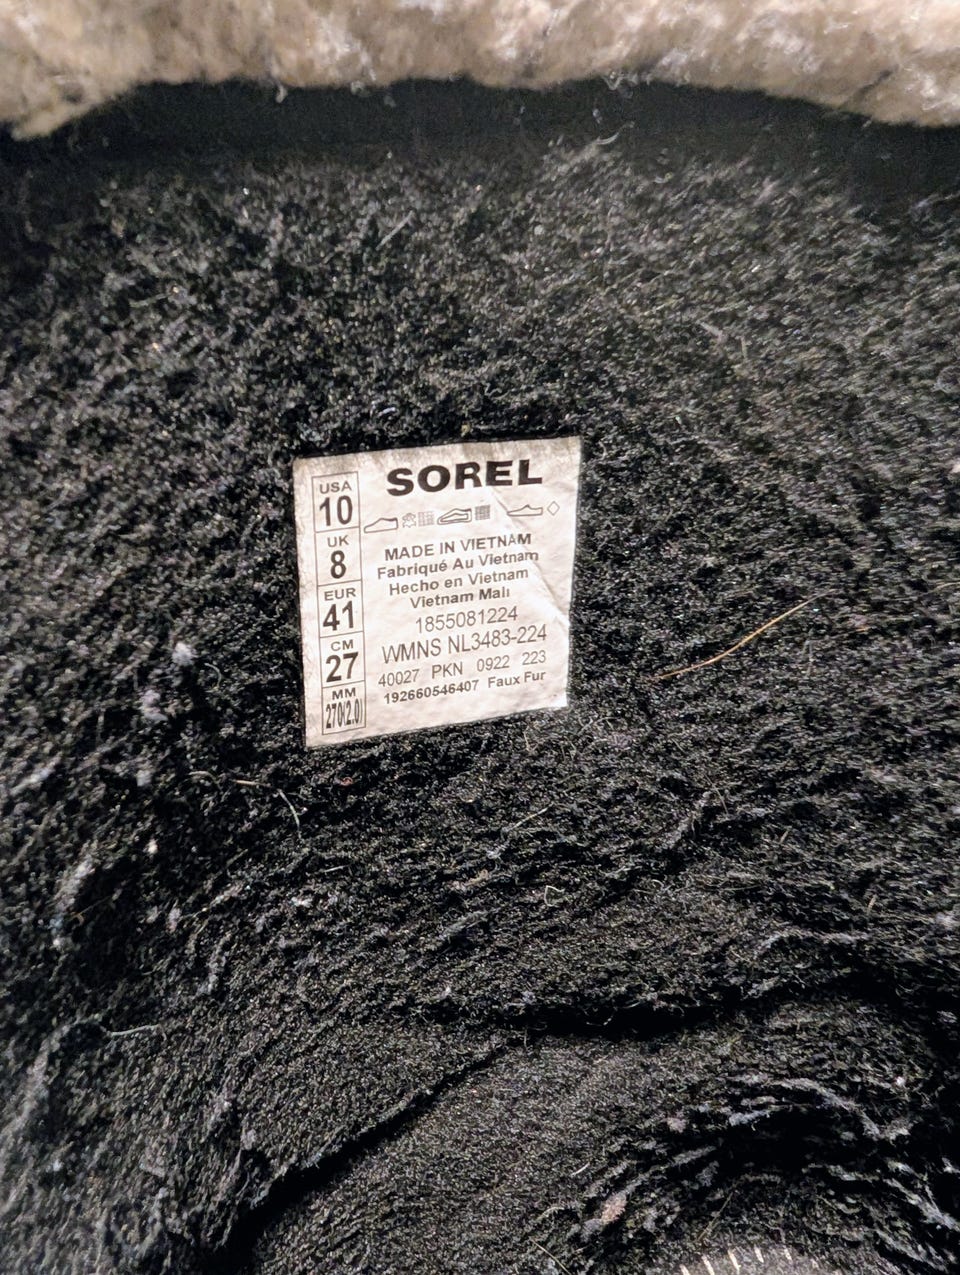 SOREL
USA
10
UK
8
EUR
41
CM
27
MM
270(2.0)
MADE IN VIETNAM
Fabriqué Au Vietnam
Hecho en Vietnam
Vietnam Malı
1855081224
WMNS NL3483-224
40027 PKN 0922 223
192660546407 Faux Fur